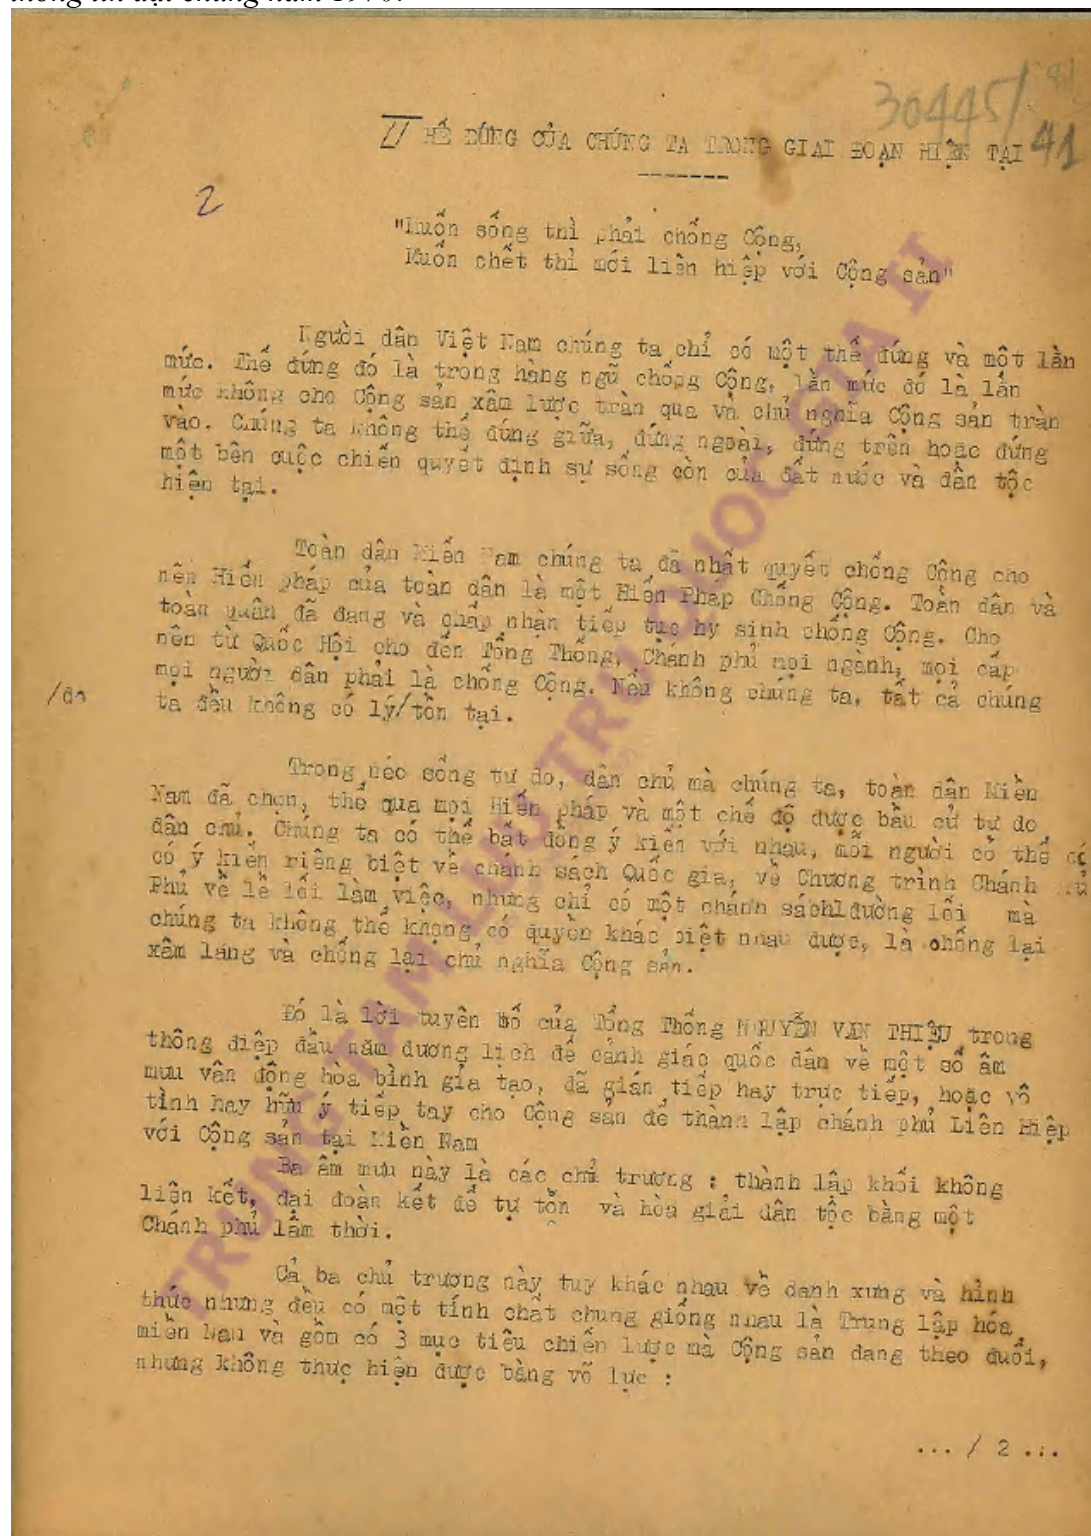 thông tin đại chúng năm 1970.
30445/ 81
THẾ ĐỨNG CỦA CHÚNG TA TRONG GIAI ĐOẠN HIỆN TẠI 41
-------
2
"Muốn sống thì phải chống Cộng,
Muốn chết thì mới liên hiệp với Cộng sản"
Người dân Việt Nam chúng ta chỉ có một thế đứng và một lằn
mức. Thế đứng đó là trong hàng ngũ chống Cộng, lằn mức đó là lằn
mức không cho Cộng sản xâm lược tràn qua và chủ nghĩa Cộng sản tràn
vào. Chúng ta không thể đứng giữa, đứng ngoài, đứng trên hoặc đứng
một bên cuộc chiến quyết định sự sống còn của đất nước và dân tộc
hiện tại.
Toàn dân Miền Nam chúng ta đã nhất quyết chống Cộng cho
nên Hiến pháp của toàn dân là một Hiến Pháp Chống Cộng. Toàn dân và
toàn quân đã đang và chấp nhận tiếp tục hy sinh chống Cộng. Cho
nên từ Quốc Hội cho đến Tổng Thống, Chánh phủ mọi ngành, mọi cấp
mọi người dân phải là chống Cộng. Nếu không chúng ta, tất cả chúng
/do
ta đều không có lý/tồn tại.
Trong nếc sống tự do, dân chủ mà chúng ta, toàn dân Miền
Nam đã chọn, thể qua mọi Hiến pháp và một chế độ được bầu cử tự do
dân chủ. Chúng ta có thể bất đồng ý kiến với nhau, mỗi người có thể có
có ý kiến riêng biệt về chánh sách Quốc gia, về Chương trình Chánh
Phủ về lề lối làm việc, nhưng chỉ có một chánh sáchlđường lối mà
chúng ta không thể không có quyền khác biệt nhau được, là chống lại
xâm lăng và chống lại chủ nghĩa Cộng sản.
Đó là lời tuyên bố của Tổng Thống NGUYỄN VĂN THIỆU trong
thông điệp đầu năm dương lịch để cảnh giác quốc dân về một số âm
mưu vận động hòa bình giả tạo, đã gián tiếp hay trực tiếp, hoặc vô
tình hay hữu ý tiếp tay cho Cộng sản để thành lập chánh phủ Liên Hiệp
với Cộng sản tại Miền Nam
Ba âm mưu này là các chủ trương : thành lập khối không
liên kết, đại đoàn kết để tự tồn và hòa giải dân tộc bằng một
Chánh phủ lâm thời.
Cả ba chủ trương này tuy khác nhau về danh xưng và hình
thức nhưng đều có một tính chất chung giống nhau là Trung lập hóa
miền Nam và gồm có 3 mục tiêu chiến lược mà Cộng sản đang theo đuổi,
nhưng không thực hiện được bằng võ lực :
... / 2 ...
TRUNG TÂM LƯU TRỮ QUỐC GIA II